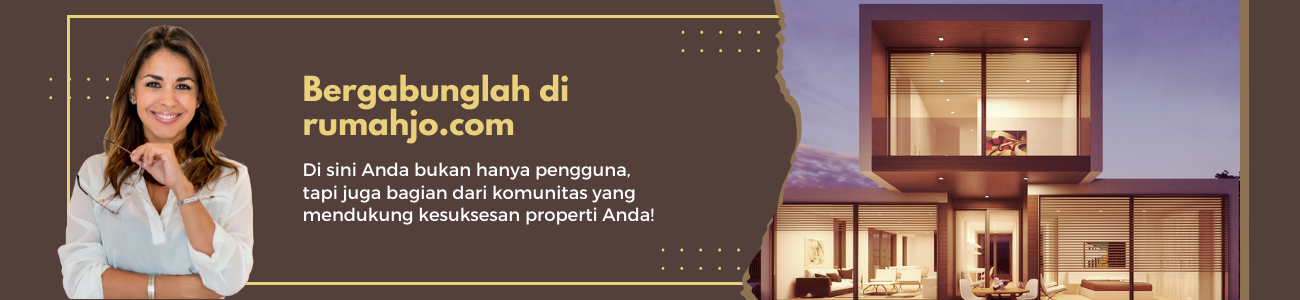 Bergabunglah di
rumahjo.com
Di sini Anda bukan hanya pengguna,
tapi juga bagian dari komunitas yang
mendukung kesuksesan properti Anda!